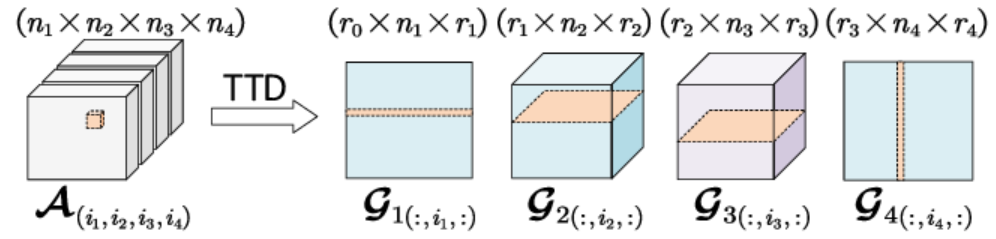 (n₁×n₂×n₃×n₄) (r₀×n₁×r₁) (r₁×n₂×r₂) (r₂×n₃×r₃) (r₃×n₄×r₄)
TTD
𝓐(i₁,i₂,i₃,i₄) 𝓖₁(:,i₁,:) 𝓖₂(:,i₂,:) 𝓖₃(:,i₃,:) 𝓖₄(:,i₄,:)